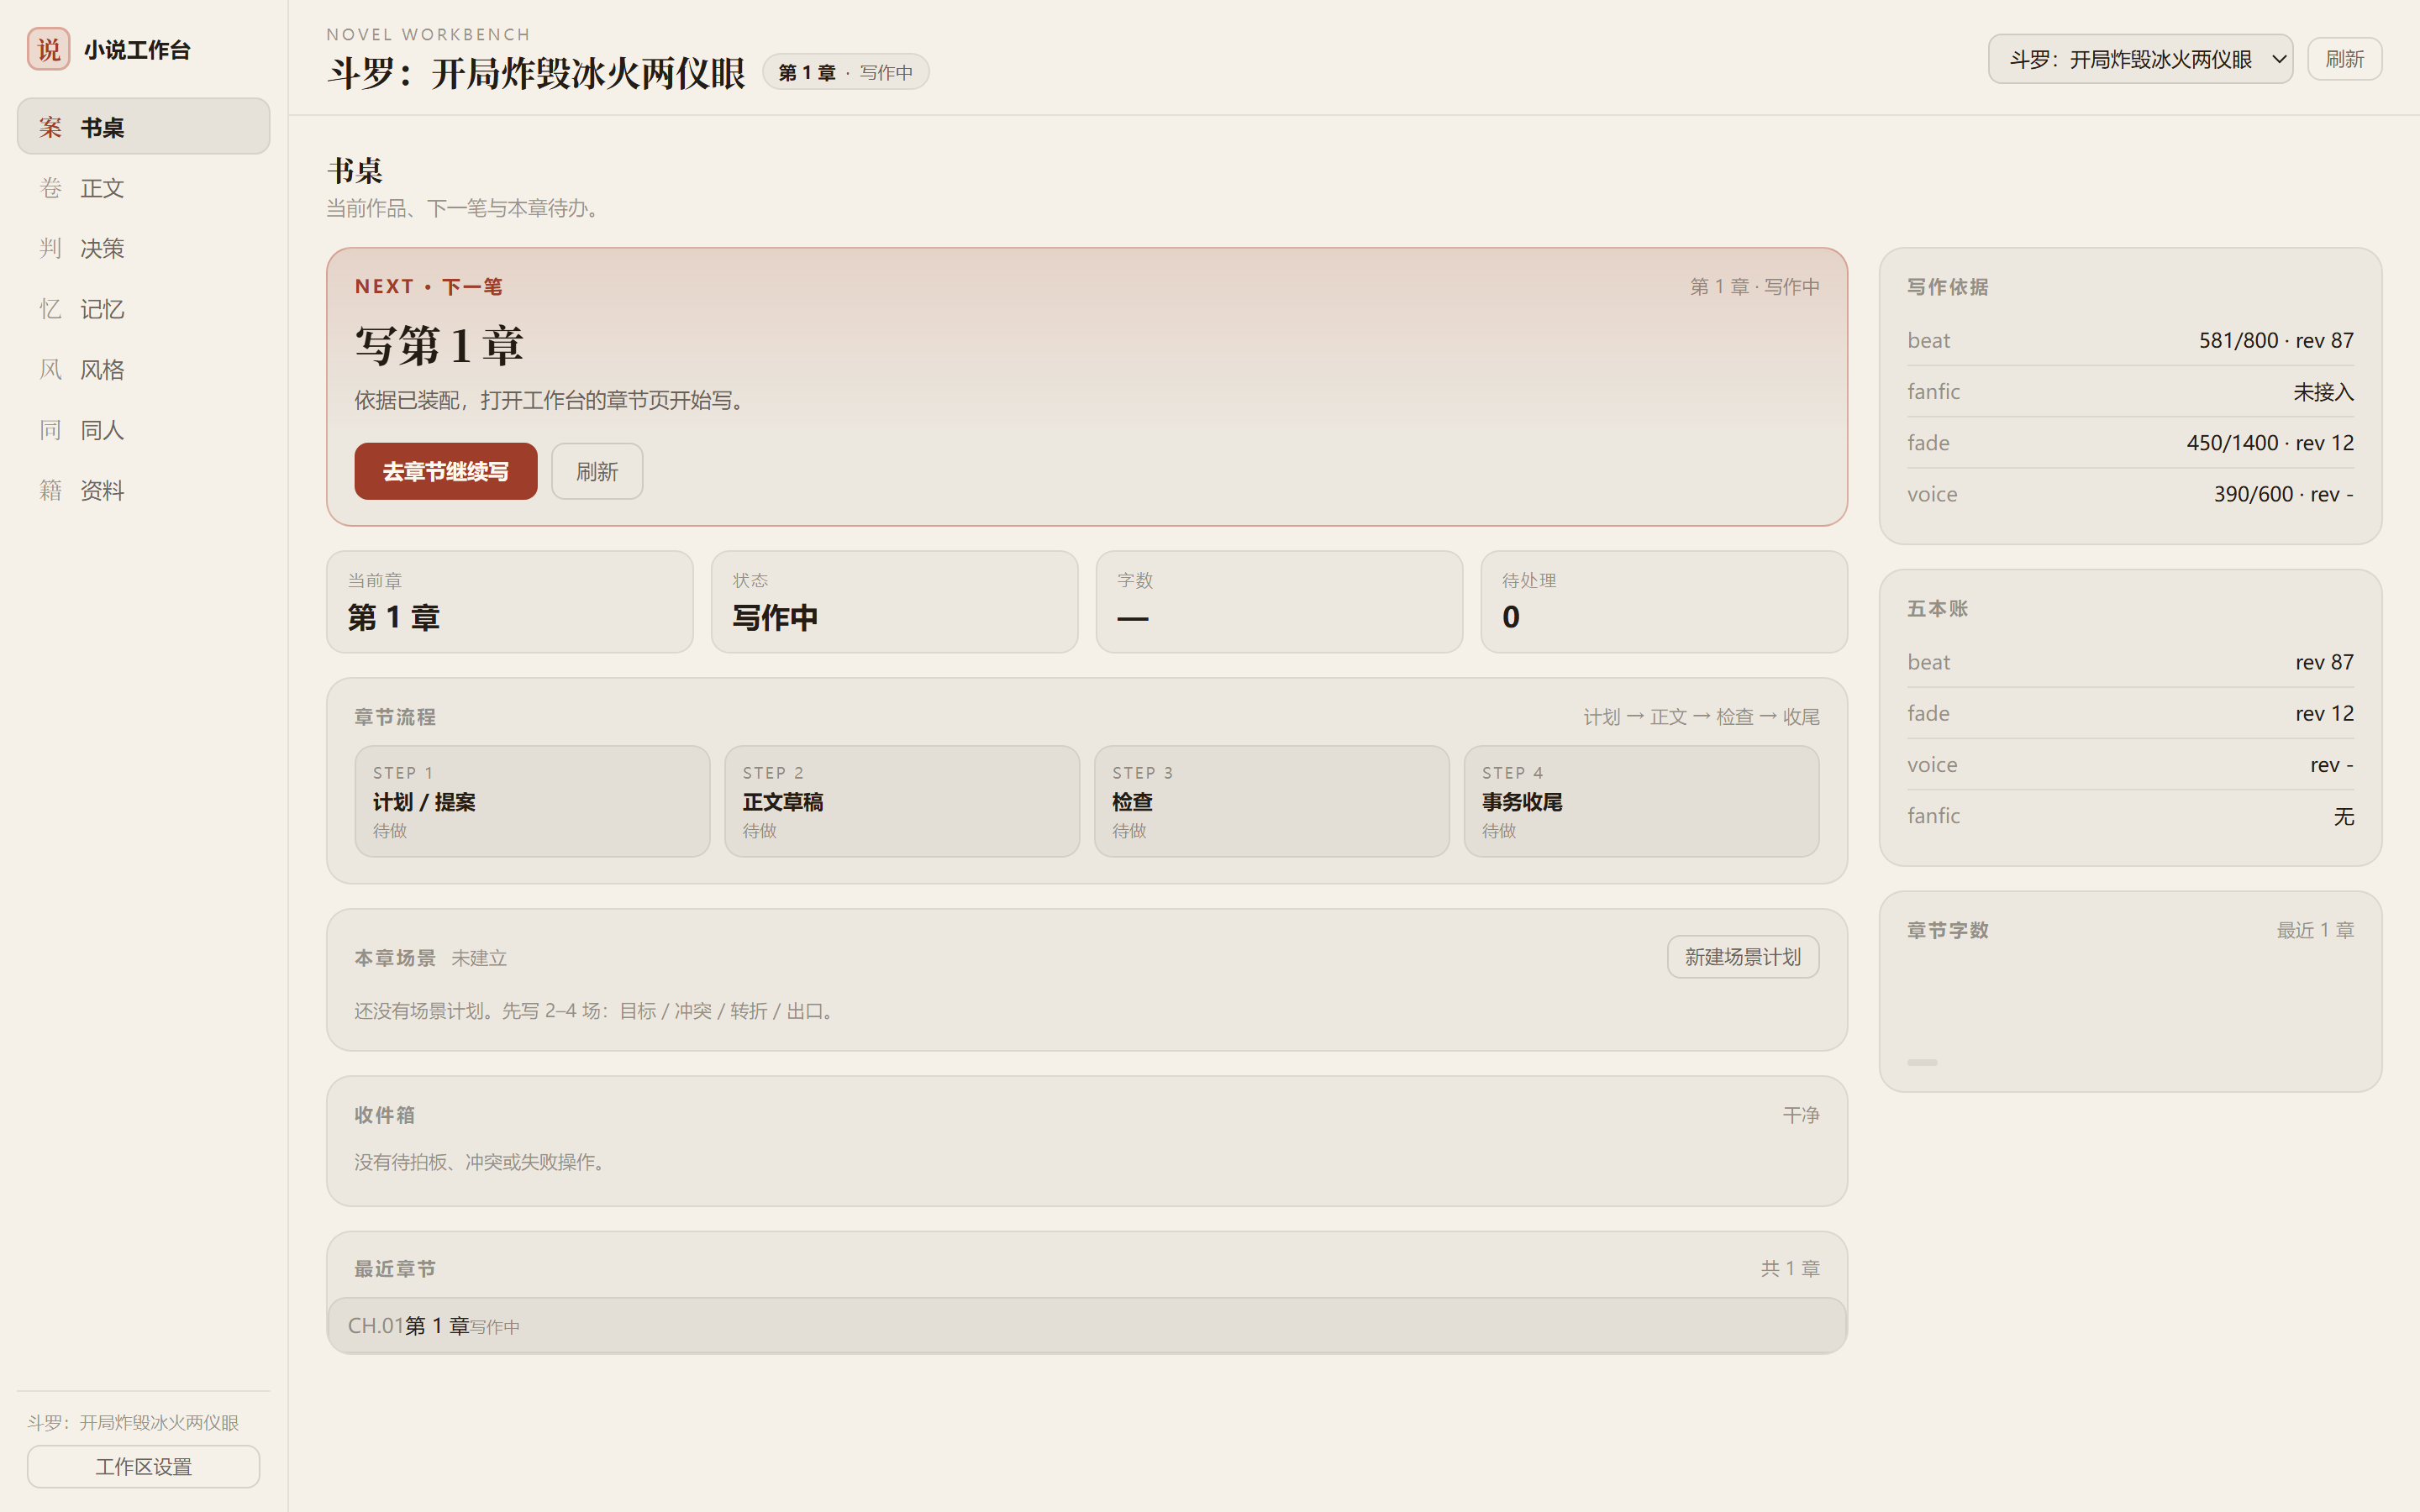 说 小说工作台
案 书桌
卷 正文
判 决策
忆 记忆
风 风格
同 同人
籍 资料
斗罗：开局炸毁冰火两仪眼
工作区设置
NOVEL WORKBENCH
斗罗：开局炸毁冰火两仪眼 第 1 章 · 写作中
斗罗：开局炸毁冰火两仪眼 刷新
书桌
当前作品、下一笔与本章待办。
NEXT • 下一笔 第 1 章 · 写作中
写第 1 章
依据已装配，打开工作台的章节页开始写。
去章节继续写 刷新
当前章
第 1 章
状态
写作中
字数
—
待处理
0
章节流程 计划 → 正文 → 检查 → 收尾
STEP 1
计划 / 提案
待做
STEP 2
正文草稿
待做
STEP 3
检查
待做
STEP 4
事务收尾
待做
本章场景 未建立 新建场景计划
还没有场景计划。先写 2–4 场：目标 / 冲突 / 转折 / 出口。
收件箱 干净
没有待拍板、冲突或失败操作。
最近章节 共 1 章
CH.01第 1 章写作中
写作依据
beat 581/800 · rev 87
fanfic 未接入
fade 450/1400 · rev 12
voice 390/600 · rev -
五本账
beat rev 87
fade rev 12
voice rev -
fanfic 无
章节字数 最近 1 章